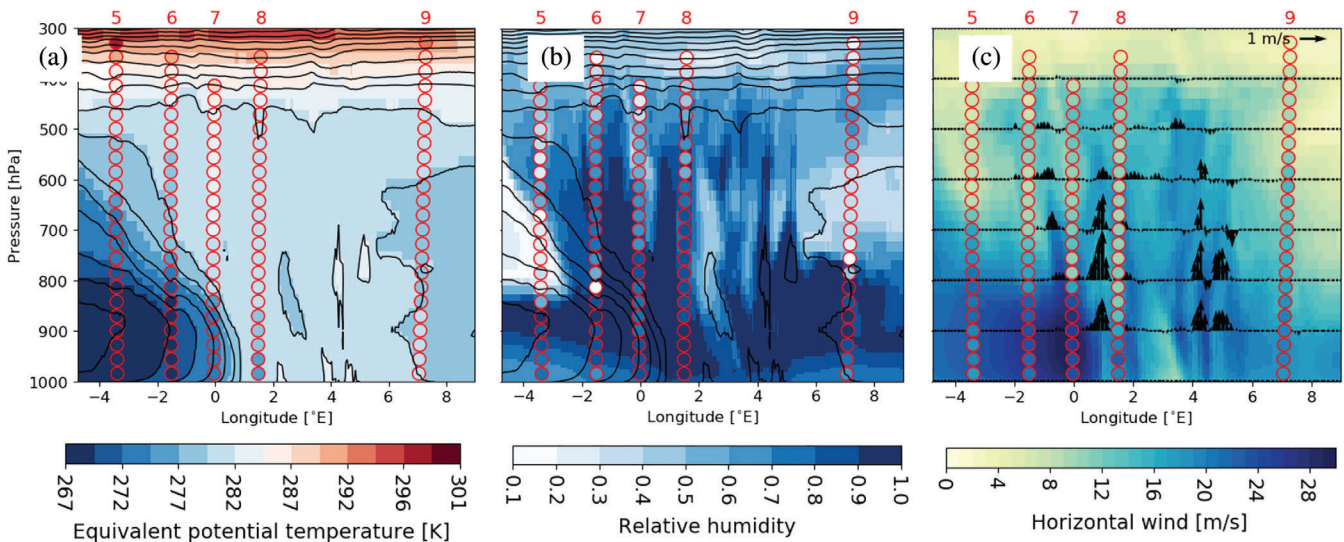 5 6 7 8 9
5 6 7 8 9
5 6 7 8 9
(a)
(b)
(c)
1 m/s
300
400
500
600
700
800
900
1000
Pressure [hPa]
−4 −2 0 2 4 6 8
−4 −2 0 2 4 6 8
−4 −2 0 2 4 6 8
Longitude [˚E]
Longitude [˚E]
Longitude [˚E]
267 272 277 282 287 292 296 301
Equivalent potential temperature [K]
0.1 0.2 0.3 0.4 0.5 0.6 0.7 0.8 0.9 1.0
Relative humidity
0 4 8 12 16 20 24 28
Horizontal wind [m/s]